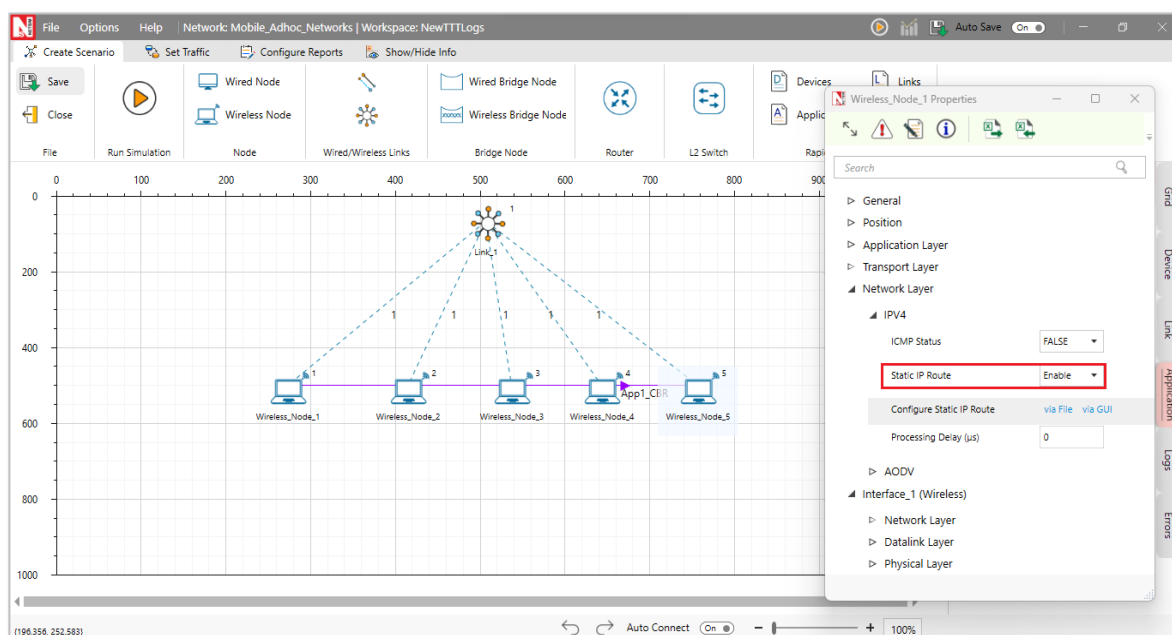 File Options Help Network: Mobile_Adhoc_Networks | Workspace: NewTTTLogs Auto Save On
Create Scenario Set Traffic Configure Reports Show/Hide Info
Save
Close
File
Run Simulation
Wired Node
Wireless Node
Node
Wired/Wireless Links
Wired Bridge Node
Wireless Bridge Node
Bridge Node
Router
L2 Switch
Devices
Links
Wireless_Node_1 Properties
Search
General
Position
Application Layer
Transport Layer
Network Layer
IPV4
ICMP Status FALSE
Static IP Route Enable
Configure Static IP Route via File via GUI
Processing Delay (µs) 0
AODV
Interface_1 (Wireless)
Network Layer
Datalink Layer
Physical Layer
0 100 200 300 400 500 600 700 800 900
0
200
400
600
800
1000
1
Link_1
1 1 1 1 1
1 2 3 4 5
App1_CBR
Wireless_Node_1 Wireless_Node_2 Wireless_Node_3 Wireless_Node_4 Wireless_Node_5
Grid
Device
Link
Application
Logs
Errors
(196.356, 252.583) Auto Connect On 100%